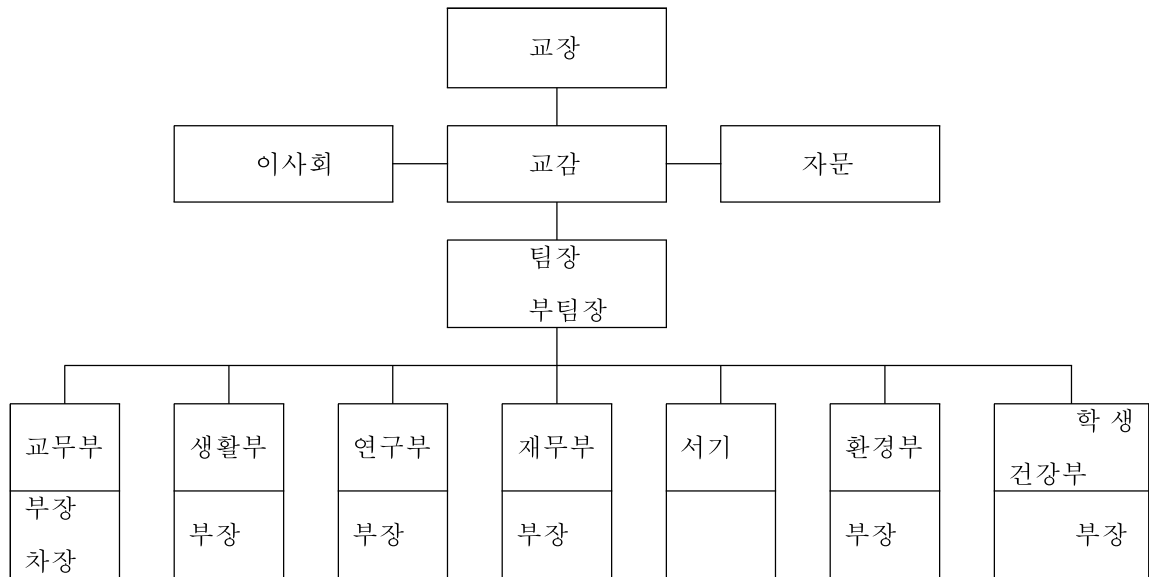 교장
이사회
교감
자문
팀장
부팀장
교무부
생활부
연구부
재무부
서기
환경부
학 생
건강부
부장
차장
부장
부장
부장
부장
부장